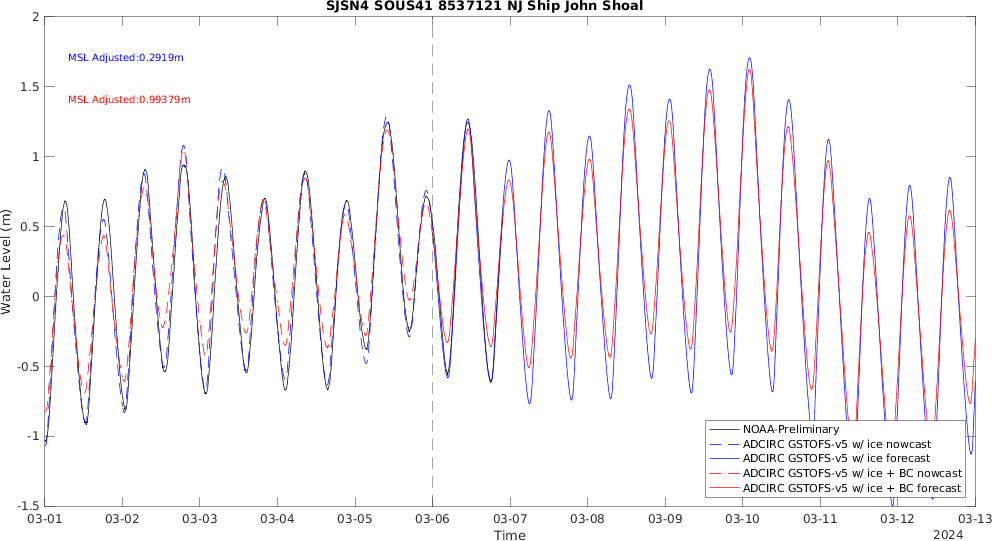 SJSN4 SOUS41 8537121 NJ Ship John Shoal
MSL Adjusted:0.2919m
MSL Adjusted:0.99379m
Water Level (m)
2
1.5
1
0.5
0
-0.5
-1
-1.5
NOAA-Preliminary
ADCIRC GSTOFS-v5 w/ ice nowcast
ADCIRC GSTOFS-v5 w/ ice forecast
ADCIRC GSTOFS-v5 w/ ice + BC nowcast
ADCIRC GSTOFS-v5 w/ ice + BC forecast
03-01 03-02 03-03 03-04 03-05 03-06 03-07 03-08 03-09 03-10 03-11 03-12 03-13
Time
2024